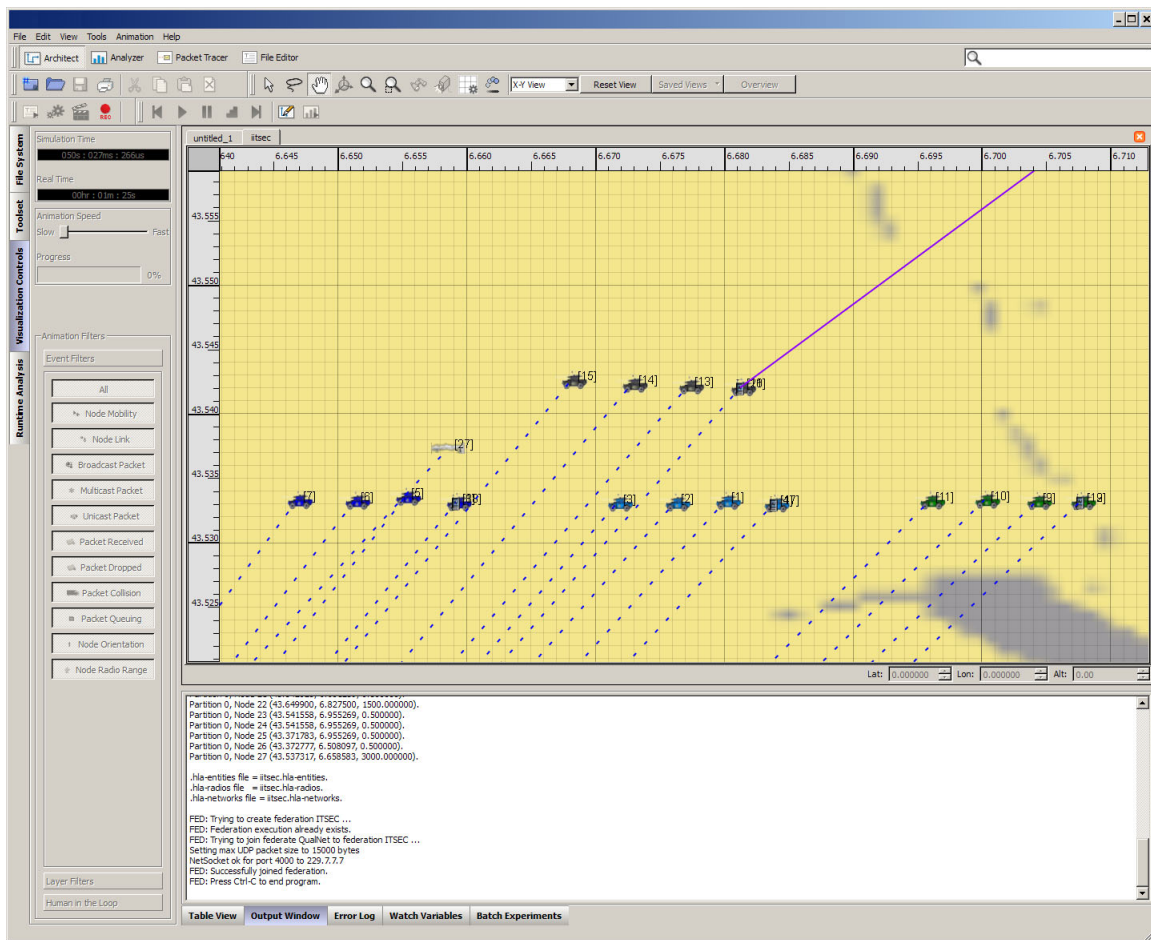 File Edit View Tools Animation Help
Architect Analyzer Packet Tracer File Editor
X-Y View Reset View Saved Views Overview
REC
File System
Toolset
Visualization Controls
Runtime Analysis
Simulation Time
050s : 027ms : 266us
Real Time
00hr : 01m : 25s
Animation Speed
Slow Fast
Progress
0%
Animation Filters
Event Filters
All
Node Mobility
Node Link
Broadcast Packet
Multicast Packet
Unicast Packet
Packet Received
Packet Dropped
Packet Collision
Packet Queuing
Node Orientation
Node Radio Range
Layer Filters
Human in the Loop
untitled_1 iitsec
640 6.645 6.650 6.655 6.660 6.665 6.670 6.675 6.680 6.685 6.690 6.695 6.700 6.705 6.710
43.555
43.550
43.545
43.540
43.535
43.530
43.525
[15] [14] [13]
[27]
[7] [6] [5] [3] [2] [1] [11] [10]
Lat: 0.000000 Lon: 0.000000 Alt: 0.00
Partition 0, Node 22 (43.649900, 6.827500, 1500.000000).
Partition 0, Node 23 (43.541558, 6.955269, 0.500000).
Partition 0, Node 24 (43.541558, 6.955269, 0.500000).
Partition 0, Node 25 (43.371783, 6.955269, 0.500000).
Partition 0, Node 26 (43.372777, 6.508097, 0.500000).
Partition 0, Node 27 (43.537317, 6.658583, 3000.000000).
.hla-entities file = iitsec.hla-entities.
.hla-radios file = iitsec.hla-radios.
.hla-networks file = iitsec.hla-networks.
FED: Trying to create federation ITSEC ...
FED: Federation execution already exists.
FED: Trying to join federate QualNet to federation ITSEC ...
Setting max UDP packet size to 15000 bytes
NetSocket ok for port 4000 to 229.7.7.7
FED: Successfully joined federation.
FED: Press Ctrl-C to end program.
Table View Output Window Error Log Watch Variables Batch Experiments